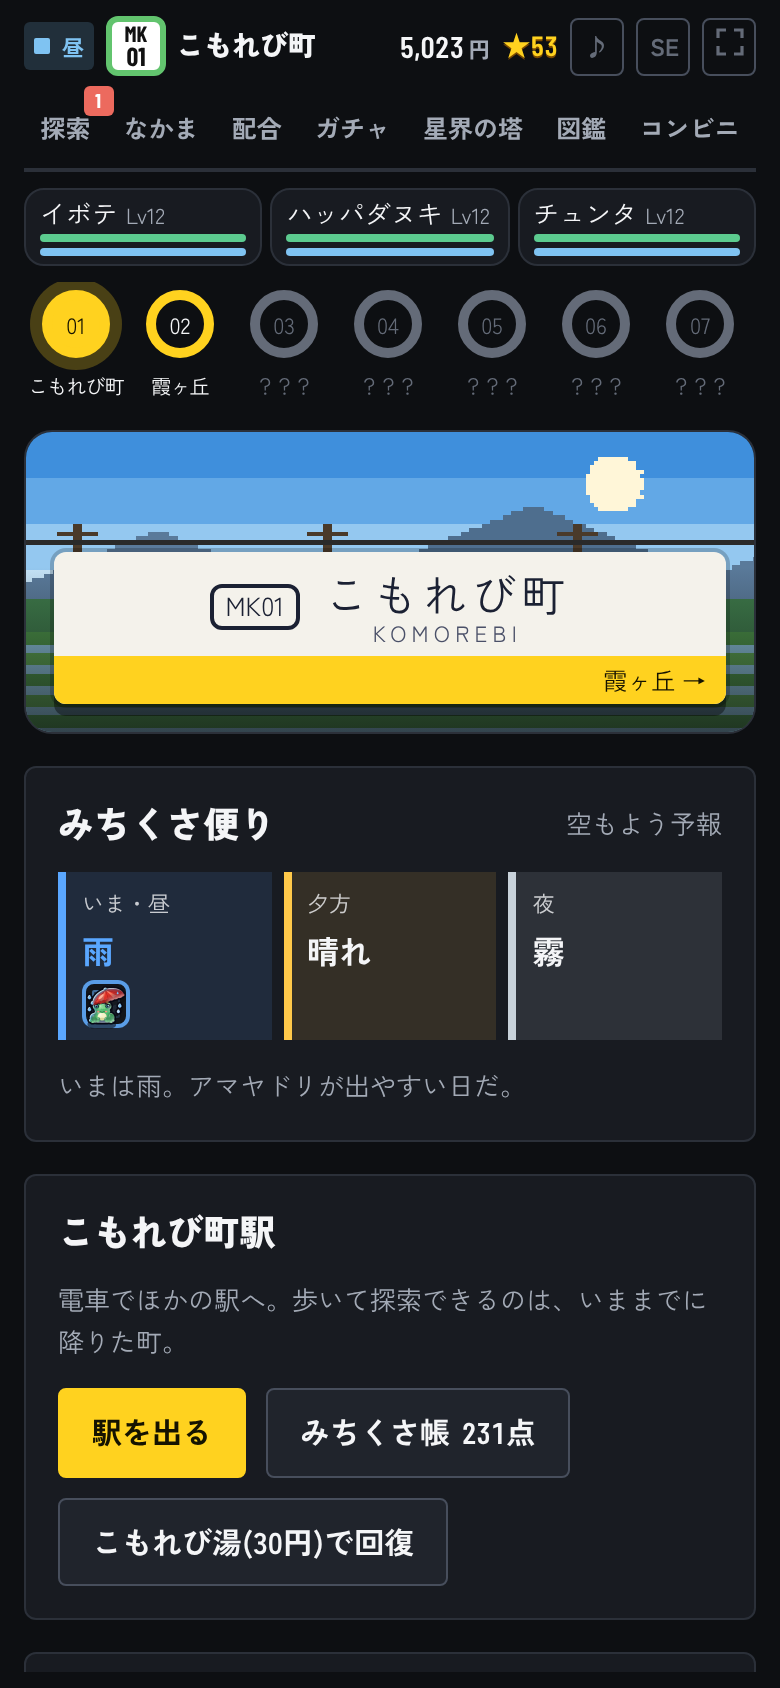 昼 MK 01 こもれび町 5,023 円 ★53 ♪ SE
1
探索 なかま 配合 ガチャ 星界の塔 図鑑 コンビニ
イボテ Lv12 ハッパダヌキ Lv12 チュンタ Lv12
01 02 03 04 05 06 07
こもれび町 霞ヶ丘 ？？？ ？？？ ？？？ ？？？ ？？？
MK01 こもれび町
KOMOREBI
霞ヶ丘 →
みちくさ便り 空もよう予報
いま・昼 夕方 夜
雨 晴れ 霧
いまは雨。アマヤドリが出やすい日だ。
こもれび町駅
電車でほかの駅へ。歩いて探索できるのは、いままでに
降りた町。
駅を出る みちくさ帳 231点
こもれび湯(30円)で回復